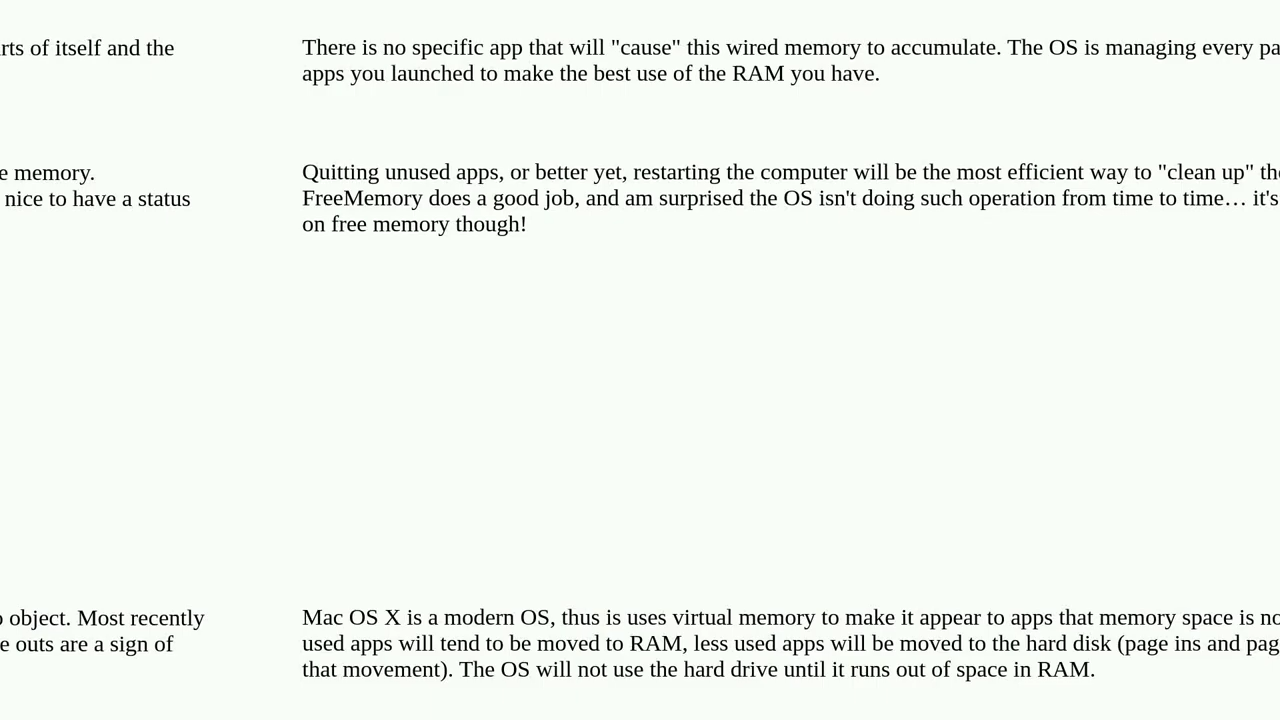 rts of itself and the
There is no specific app that will "cause" this wired memory to accumulate. The OS is managing every pa
apps you launched to make the best use of the RAM you have.
e memory.
nice to have a status
Quitting unused apps, or better yet, restarting the computer will be the most efficient way to "clean up" the
FreeMemory does a good job, and am surprised the OS isn't doing such operation from time to time… it's
on free memory though!
o object. Most recently
e outs are a sign of
Mac OS X is a modern OS, thus is uses virtual memory to make it appear to apps that memory space is no
used apps will tend to be moved to RAM, less used apps will be moved to the hard disk (page ins and pag
that movement). The OS will not use the hard drive until it runs out of space in RAM.